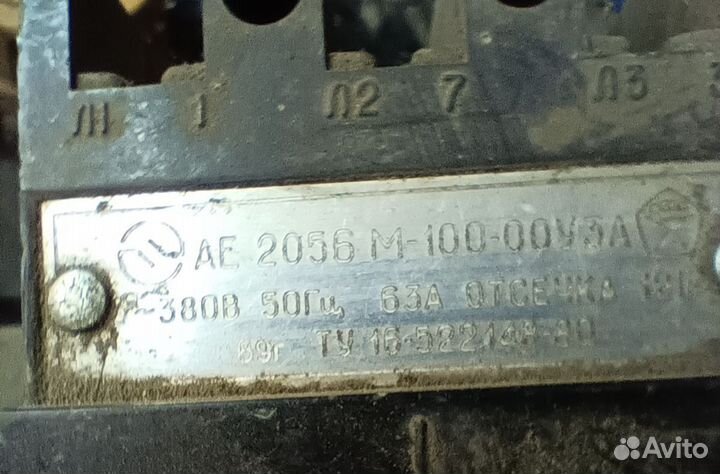 Л1 1 Л2 7 Л3
АЕ 2056 М-100-00У3А
~380В 50Гц 63А ОТСЕЧКА
89г ТУ 16-522.148-80
Avito